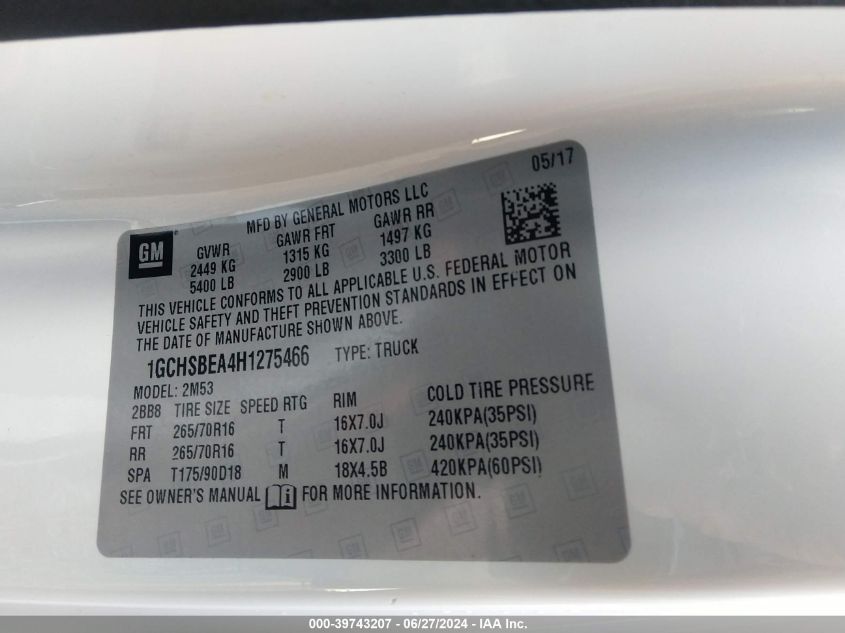 05/17
MFD BY GENERAL MOTORS LLC
GM
GVWR GAWR FRT GAWR RR
2449 KG 1315 KG 1497 KG
5400 LB 2900 LB 3300 LB
THIS VEHICLE CONFORMS TO ALL APPLICABLE U.S. FEDERAL MOTOR
VEHICLE SAFETY AND THEFT PREVENTION STANDARDS IN EFFECT ON
THE DATE OF MANUFACTURE SHOWN ABOVE.
1GCHSBEA4H1275466 TYPE: TRUCK
MODEL: 2M53
2BB8 TIRE SIZE SPEED RTG RIM COLD TIRE PRESSURE
FRT 265/70R16 T 16X7.0J 240KPA(35PSI)
RR 265/70R16 T 16X7.0J 240KPA(35PSI)
SPA T175/90D18 M 18X4.5B 420KPA(60PSI)
SEE OWNER'S MANUAL FOR MORE INFORMATION.
000-39743207 - 06/27/2024 - IAA Inc.